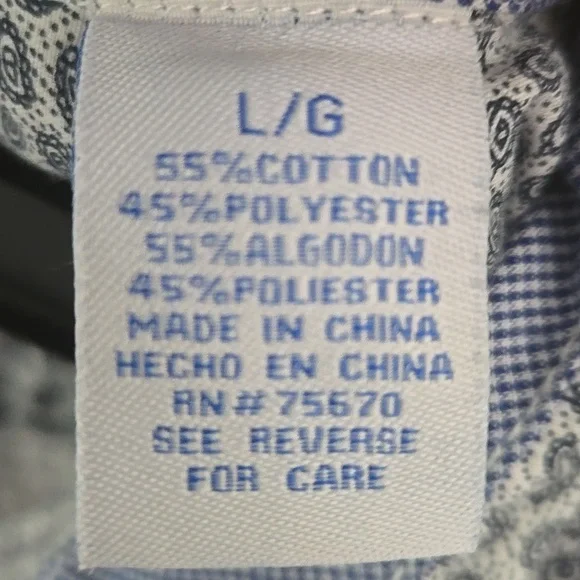 L/G
55%COTTON
45%POLYESTER
55%ALGODON
45%POLIESTER
MADE IN CHINA
HECHO EN CHINA
RN#75670
SEE REVERSE
FOR CARE